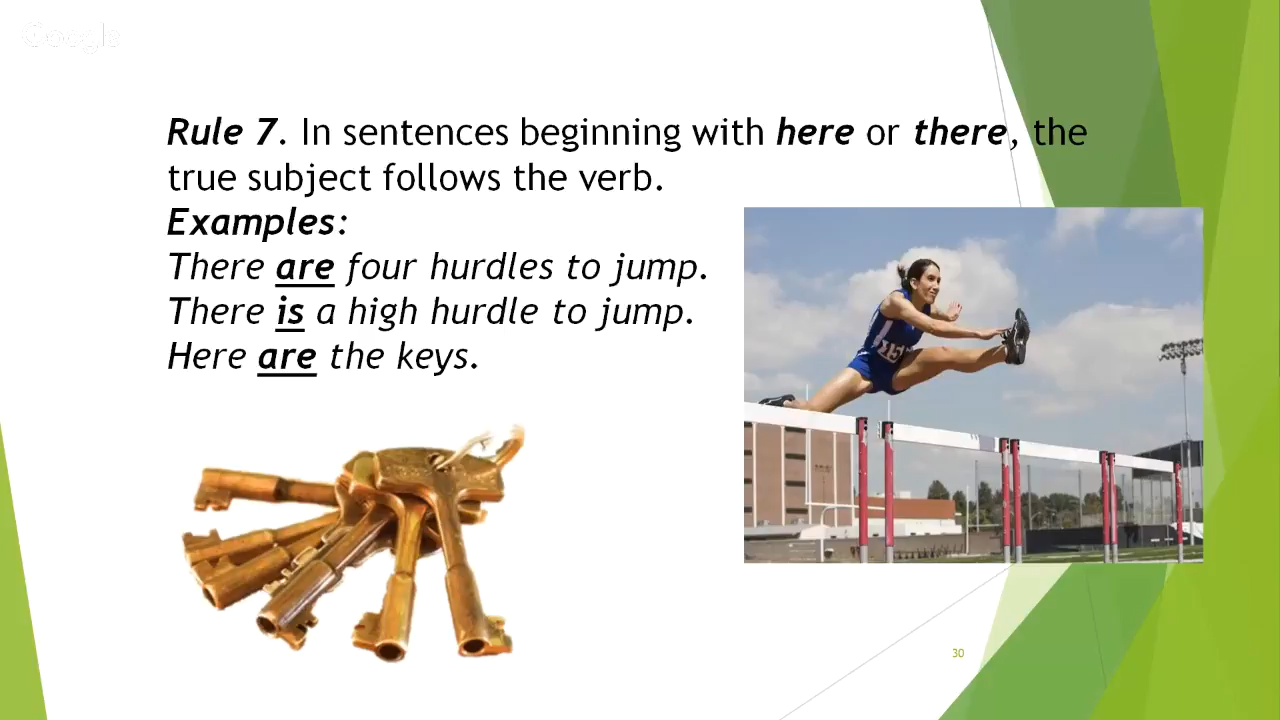 Google
Rule 7. In sentences beginning with here or there, the
true subject follows the verb.
Examples:
There are four hurdles to jump.
There is a high hurdle to jump.
Here are the keys.
30